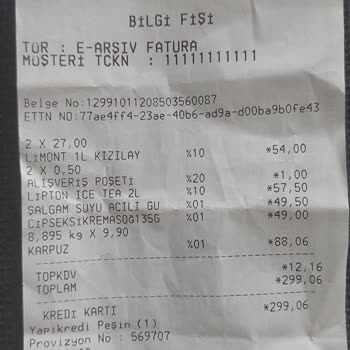 BİLGİ FİŞİ
TÜR : E-ARŞİV FATURA
MÜŞTERİ TCKN : 11111111111
Belge No:12991011208503560087
ETTN NO:77ae4ff4-23ae-40b6-ad9a-d00ba9b0fe43
2 X 27,00
LİMONT 1L KIZILAY %10 *54,00
2 X 0,50
ALIŞVERİŞ POŞETİ %20 *1,00
LİPTON ICE TEA 2L %10 *57,50
ŞALGAM SUYU ACILI GU %01 *49,50
CİPSEKSİKREMASOĞ135G %01 *49,00
8,895 kg X 9,90
KARPUZ %01 *88,06
TOPKDV *12,16
TOPLAM *299,06
KREDİ KARTI *299,06
Yapıkredi Peşin (1)
Provizyon No : 569707